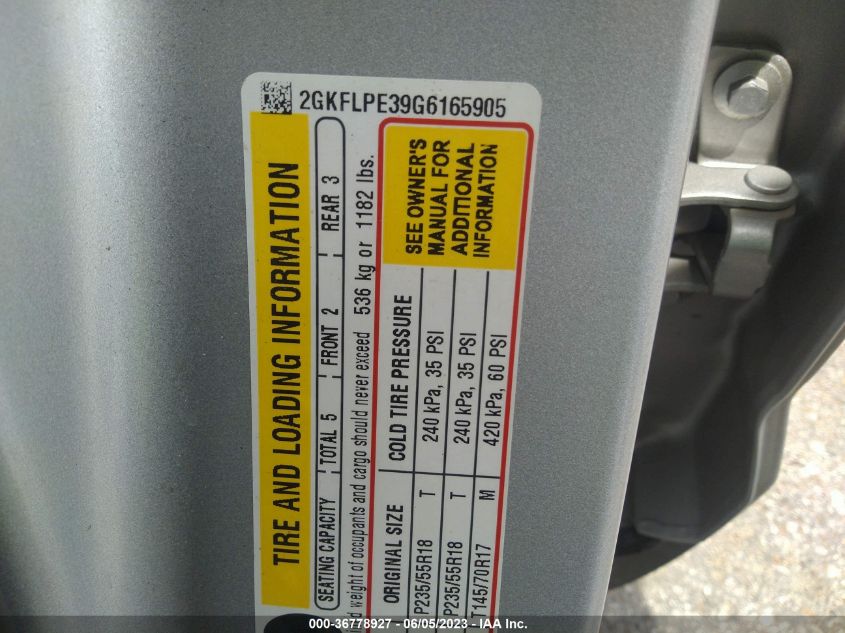 2GKFLPE39G6165905
TIRE AND LOADING INFORMATION
SEATING CAPACITY TOTAL 5 FRONT 2 REAR 3
weight of occupants and cargo should never exceed 536 kg or 1182 lbs.
ORIGINAL SIZE COLD TIRE PRESSURE
P235/55R18 T 240 kPa, 35 PSI
P235/55R18 T 240 kPa, 35 PSI
T145/70R17 M 420 kPa, 60 PSI
SEE OWNER'S
MANUAL FOR
ADDITIONAL
INFORMATION
000-36778927 - 06/05/2023 - IAA Inc.